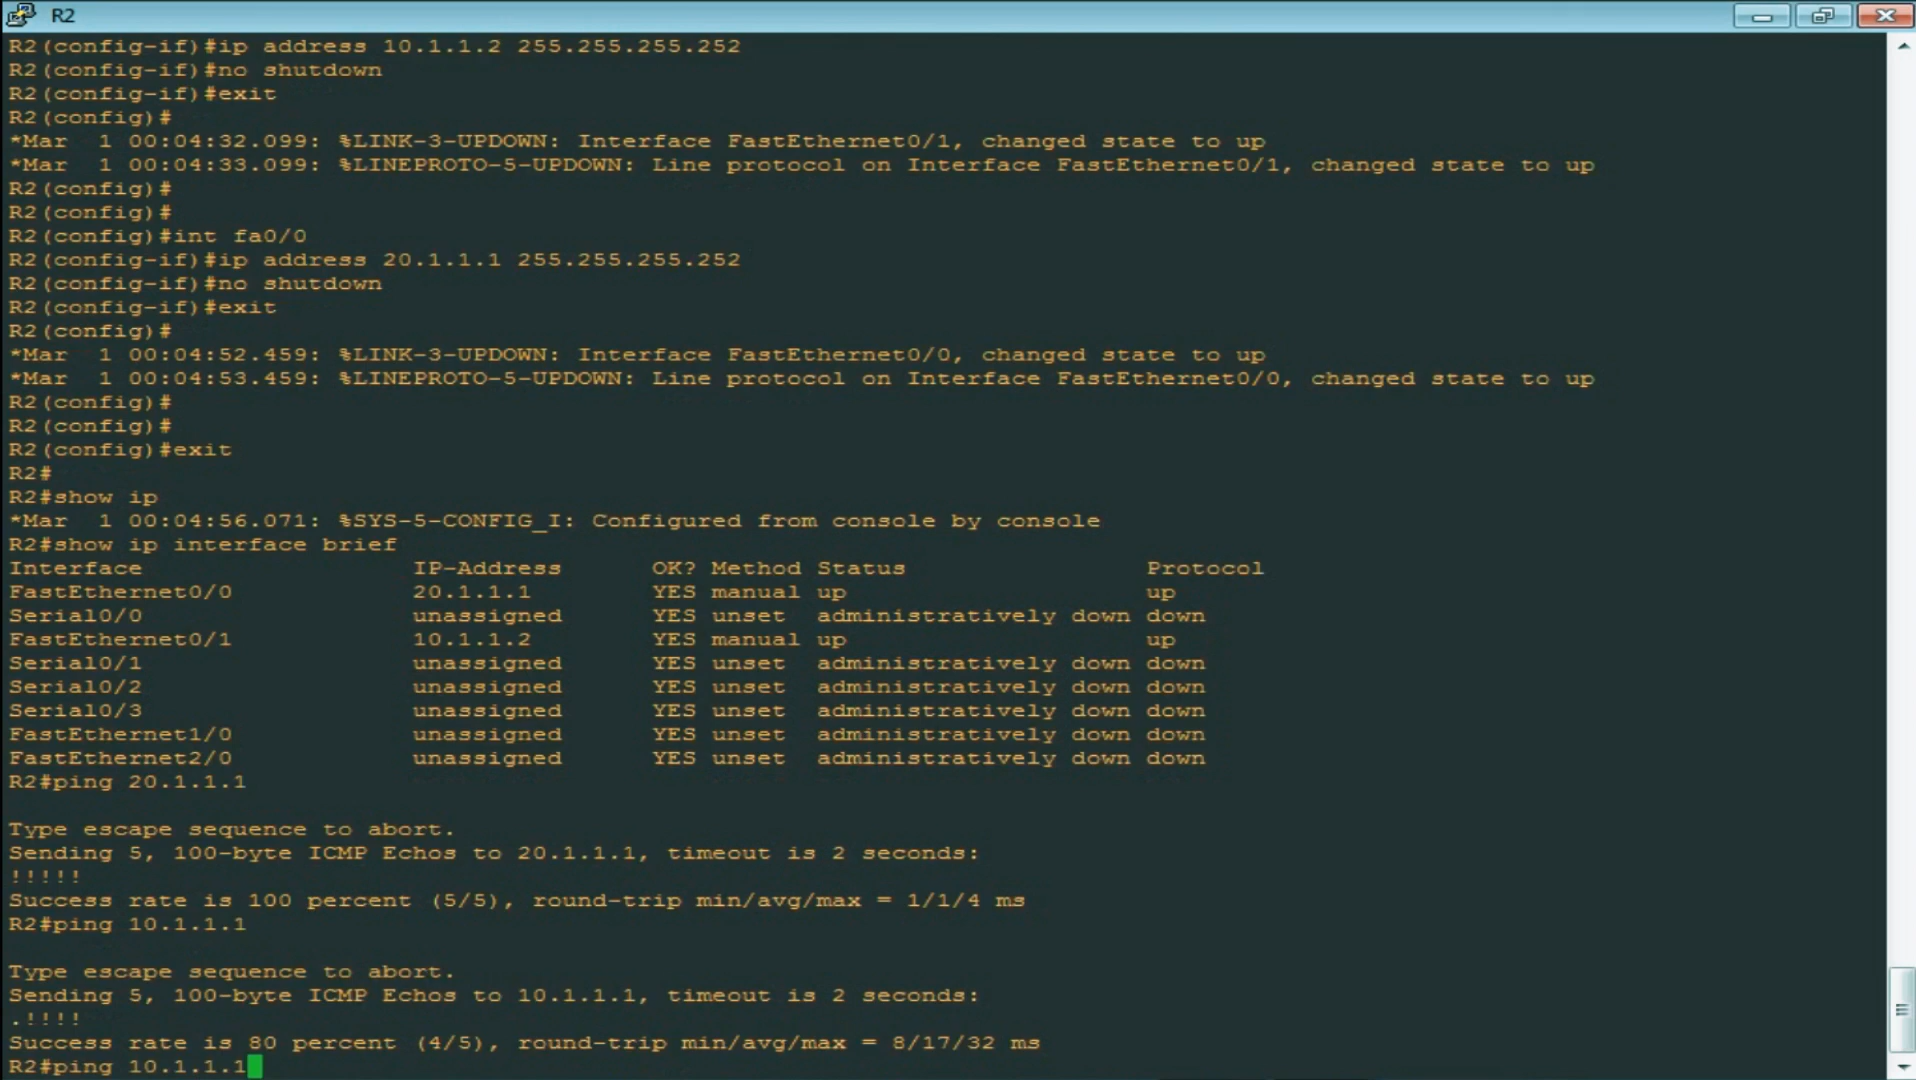 R2
R2(config-if)#ip address 10.1.1.2 255.255.255.252
R2(config-if)#no shutdown
R2(config-if)#exit
R2(config)#
*Mar  1 00:04:32.099: %LINK-3-UPDOWN: Interface FastEthernet0/1, changed state to up
*Mar  1 00:04:33.099: %LINEPROTO-5-UPDOWN: Line protocol on Interface FastEthernet0/1, changed state to up
R2(config)#
R2(config)#
R2(config)#int fa0/0
R2(config-if)#ip address 20.1.1.1 255.255.255.252
R2(config-if)#no shutdown
R2(config-if)#exit
R2(config)#
*Mar  1 00:04:52.459: %LINK-3-UPDOWN: Interface FastEthernet0/0, changed state to up
*Mar  1 00:04:53.459: %LINEPROTO-5-UPDOWN: Line protocol on Interface FastEthernet0/0, changed state to up
R2(config)#
R2(config)#
R2(config)#exit
R2#
R2#show ip
*Mar  1 00:04:56.071: %SYS-5-CONFIG_I: Configured from console by console
R2#show ip interface brief
Interface                  IP-Address      OK? Method Status                Protocol
FastEthernet0/0            20.1.1.1        YES manual up                    up
Serial0/0                  unassigned      YES unset  administratively down down
FastEthernet0/1            10.1.1.2        YES manual up                    up
Serial0/1                  unassigned      YES unset  administratively down down
Serial0/2                  unassigned      YES unset  administratively down down
Serial0/3                  unassigned      YES unset  administratively down down
FastEthernet1/0            unassigned      YES unset  administratively down down
FastEthernet2/0            unassigned      YES unset  administratively down down
R2#ping 20.1.1.1
Type escape sequence to abort.
Sending 5, 100-byte ICMP Echos to 20.1.1.1, timeout is 2 seconds:
!!!!!
Success rate is 100 percent (5/5), round-trip min/avg/max = 1/1/4 ms
R2#ping 10.1.1.1
Type escape sequence to abort.
Sending 5, 100-byte ICMP Echos to 10.1.1.1, timeout is 2 seconds:
.!!!!
Success rate is 80 percent (4/5), round-trip min/avg/max = 8/17/32 ms
R2#ping 10.1.1.1